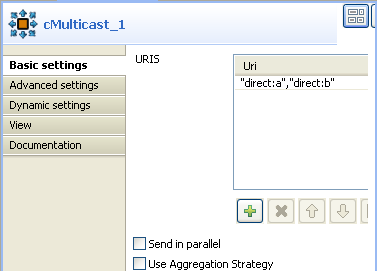 cMulticast_1
Basic settings
Advanced settings
Dynamic settings
View
Documentation
URIS
Uri
"direct:a","direct:b"
Send in parallel
Use Aggregation Strategy